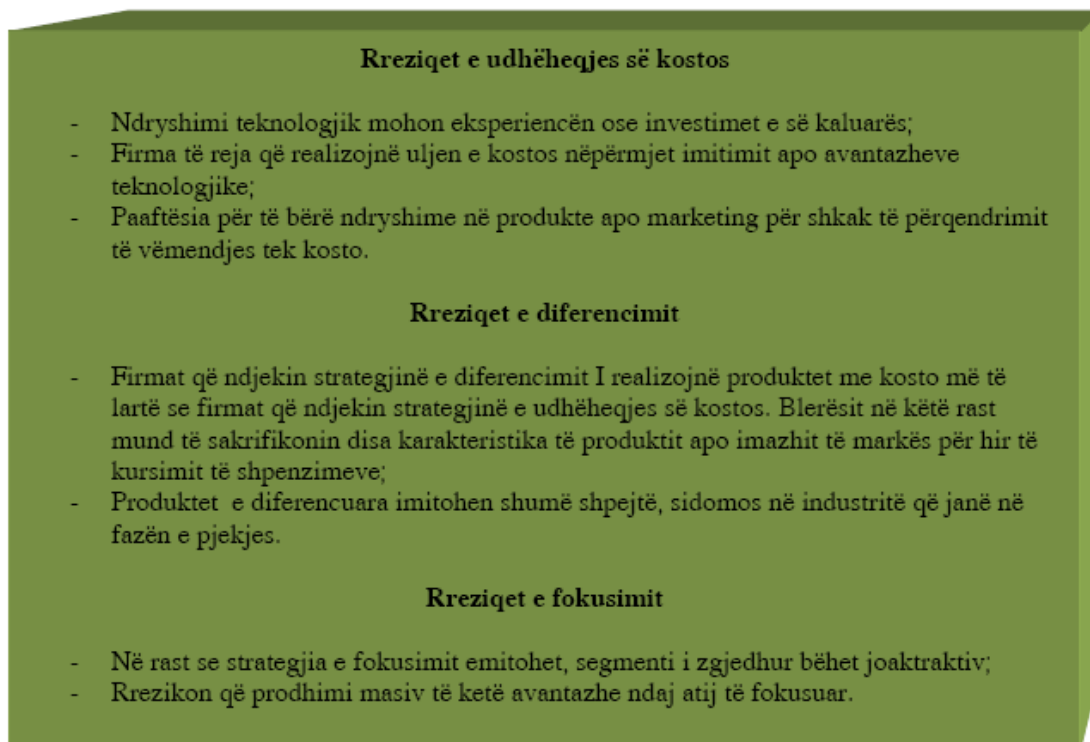 Rreziqet e udhëheqjes së kostos
- Ndryshimi teknologjik mohon eksperiencën ose investimet e së kaluarës;
- Firma të reja që realizojnë uljen e kostos nëpërmjet imitimit apo avantazheve
teknologjike;
- Paaftësia për të bërë ndryshime në produkte apo marketing për shkak të përqendrimit
të vëmendjes tek kosto.
Rreziqet e diferencimit
- Firmat që ndjekin strategjinë e diferencimit I realizojnë produktet me kosto më të
lartë se firmat që ndjekin strategjinë e udhëheqjes së kostos. Blerësit në këtë rast
mund të sakrifikonin disa karakteristika të produktit apo imazhit të markës për hir të
kursimit të shpenzimeve;
- Produktet e diferencuara imitohen shumë shpejtë, sidomos në industritë që janë në
fazën e pjekjes.
Rreziqet e fokusimit
- Në rast se strategjia e fokusimit emitohet, segmenti i zgjedhur bëhet joaktraktiv;
- Rrezikon që prodhimi masiv të ketë avantazhe ndaj atij të fokusuar.